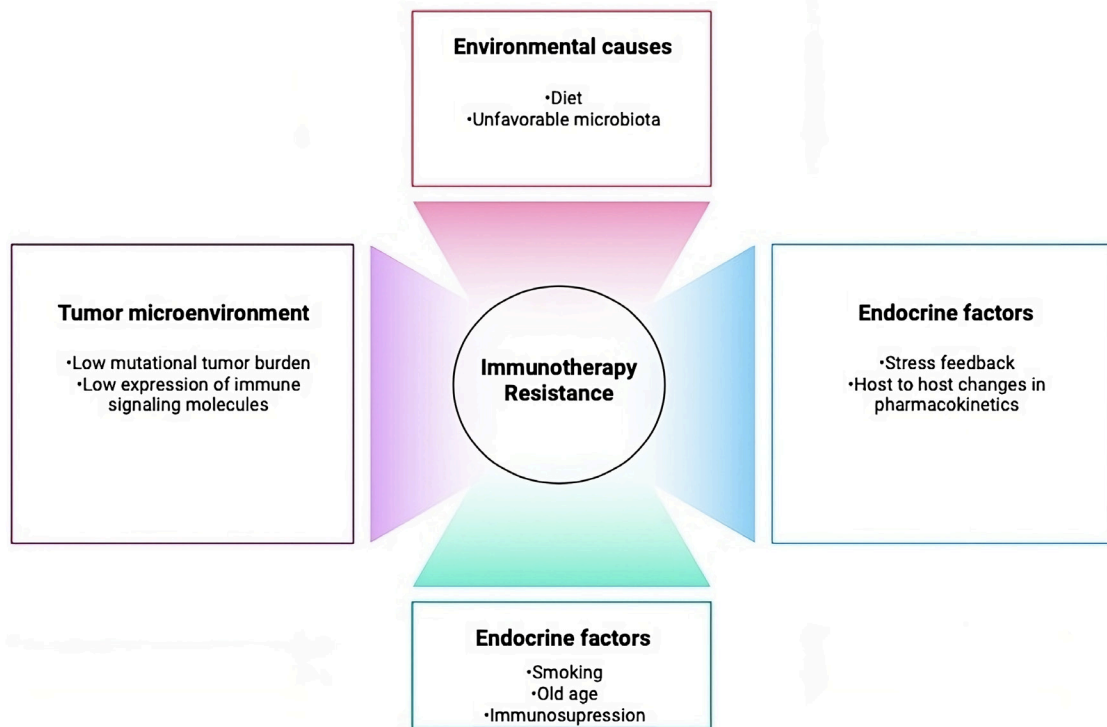 Environmental causes
•Diet
•Unfavorable microbiota
Tumor microenvironment
•Low mutational tumor burden
•Low expression of immune
signaling molecules
Immunotherapy
Resistance
Endocrine factors
•Stress feedback
•Host to host changes in
pharmacokinetics
Endocrine factors
•Smoking
•Old age
•Immunosupression